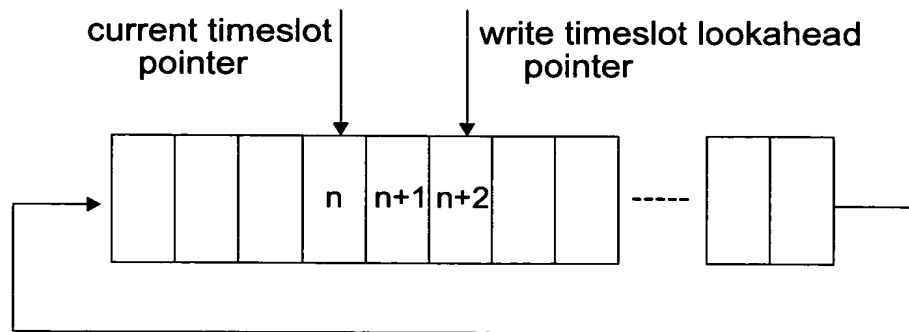 current timeslot
pointer
write timeslot lookahead
pointer
n
n+1
n+2